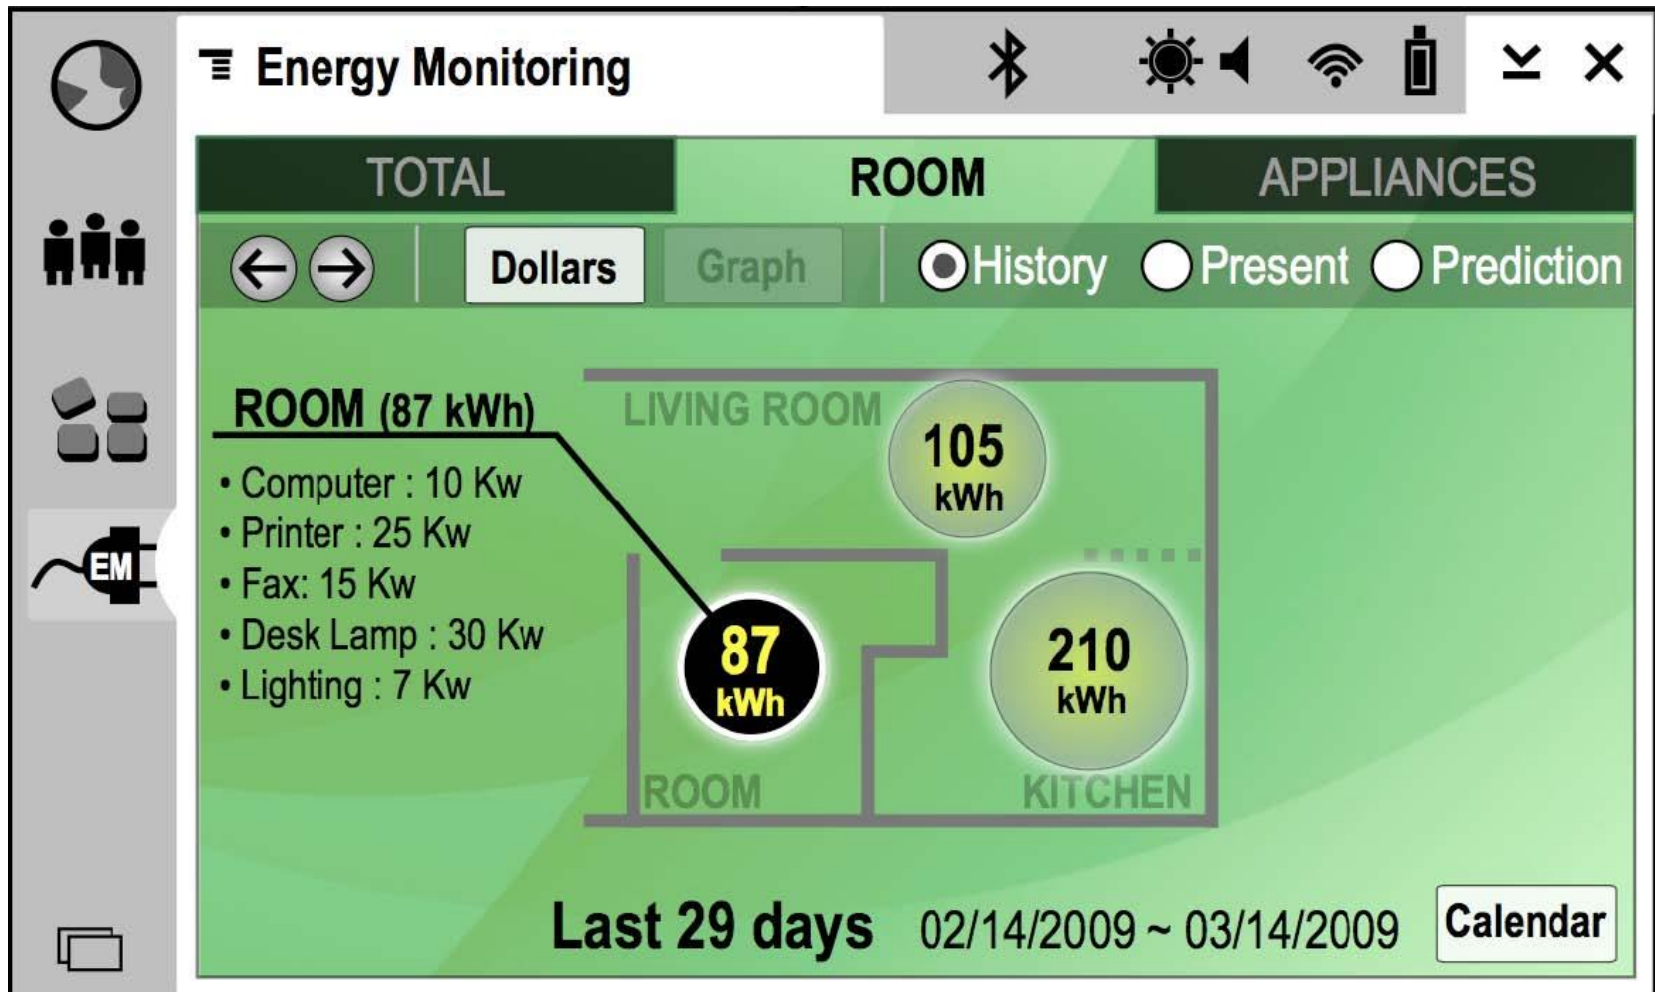 Energy Monitoring
TOTAL
ROOM
APPLIANCES
Dollars
Graph
History
Present
Prediction
ROOM (87 kWh)
• Computer : 10 Kw
• Printer : 25 Kw
• Fax: 15 Kw
• Desk Lamp : 30 Kw
• Lighting : 7 Kw
LIVING ROOM
105
kWh
87
kWh
210
kWh
ROOM
KITCHEN
EM
Last 29 days 02/14/2009 ~ 03/14/2009
Calendar